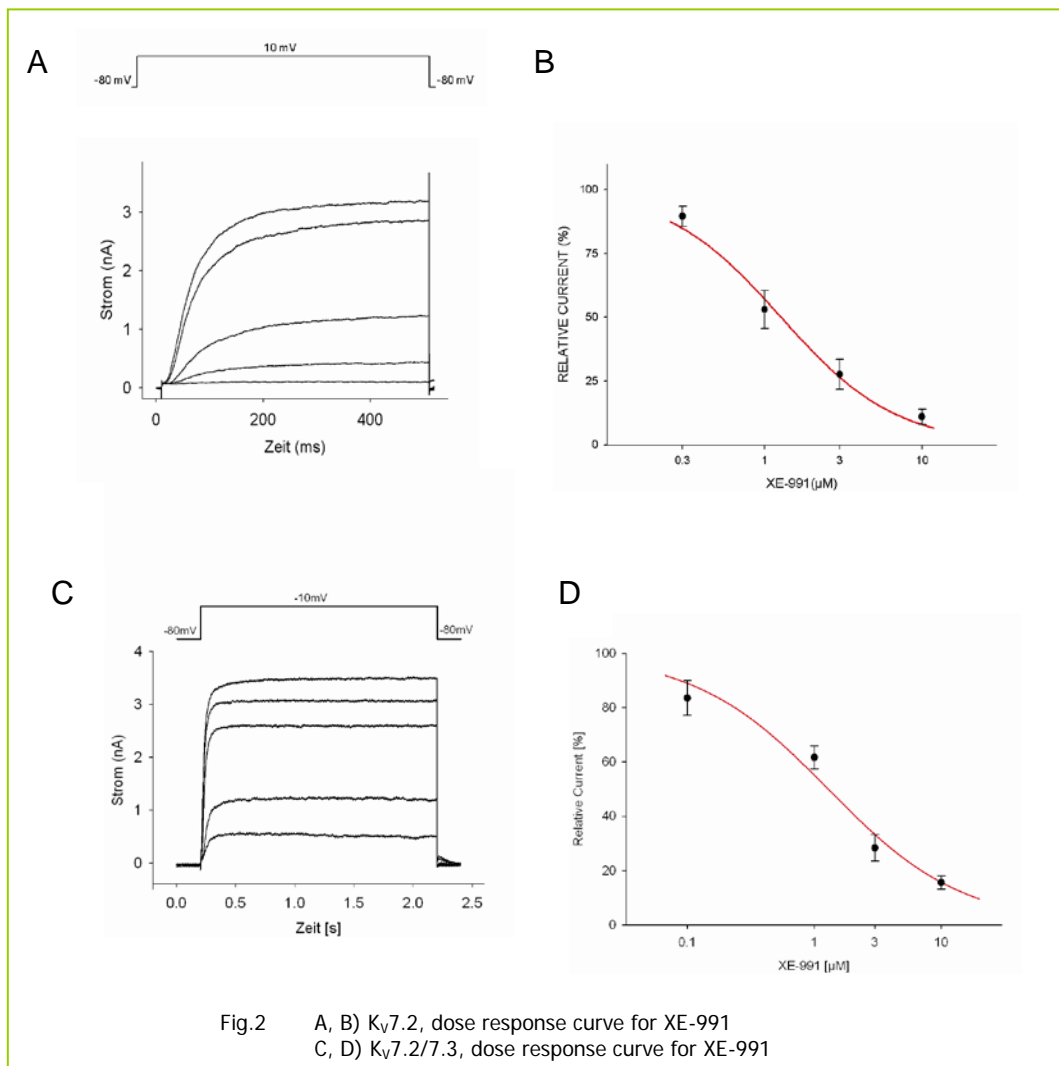 A
10 mV
-80 mV
-80 mV
Strom (nA)
3
2
1
0
0
200
400
Zeit (ms)
B
RELATIVE CURRENT (%)
100
75
50
25
0
0.3
1
3
10
XE-991(µM)
C
-10mV
-80mV
-80mV
Strom (nA)
4
3
2
1
0
0.0
0.5
1.0
1.5
2.0
2.5
Zeit [s]
D
Relative Current [%]
100
80
60
40
20
0
0.1
1
3
10
XE-991 [µM]
Fig.2 A, B) KV7.2, dose response curve for XE-991
C, D) KV7.2/7.3, dose response curve for XE-991